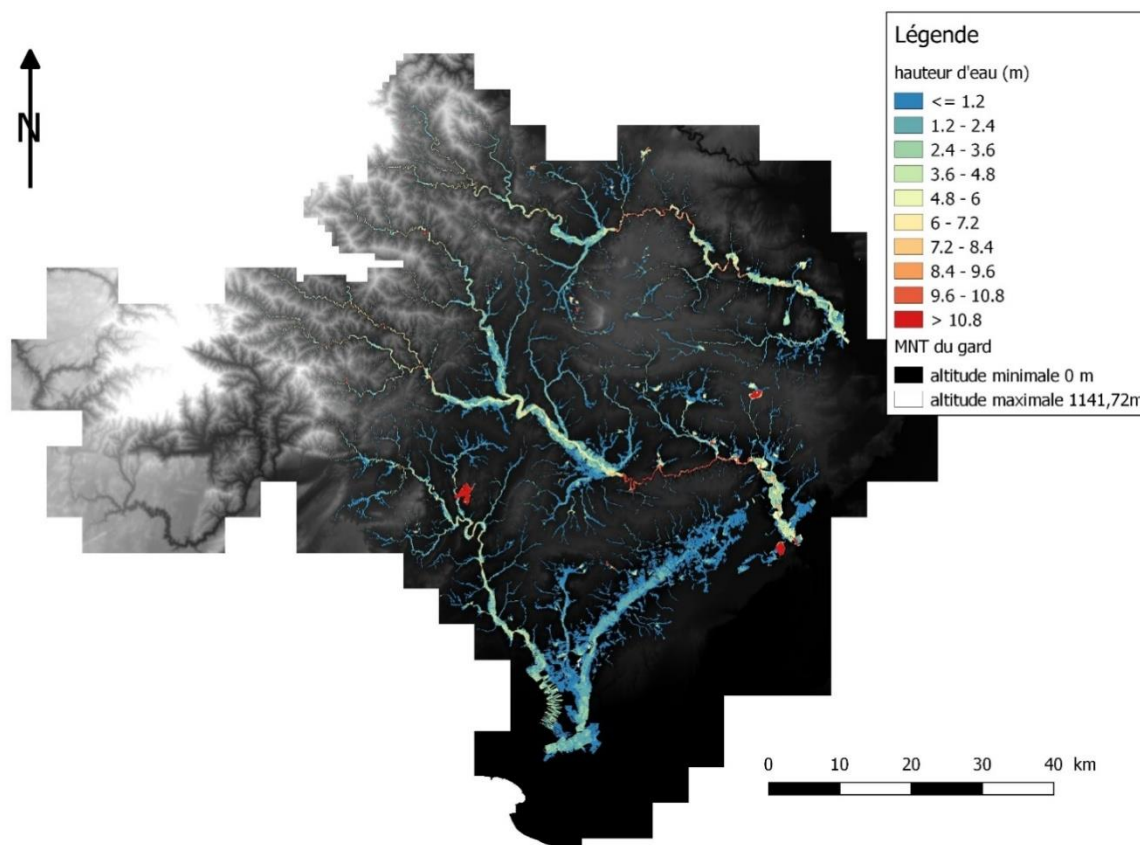 N
Légende
hauteur d'eau (m)
<= 1.2
1.2 - 2.4
2.4 - 3.6
3.6 - 4.8
4.8 - 6
6 - 7.2
7.2 - 8.4
8.4 - 9.6
9.6 - 10.8
> 10.8
MNT du gard
altitude minimale 0 m
altitude maximale 1141,72m
0 10 20 30 40 km